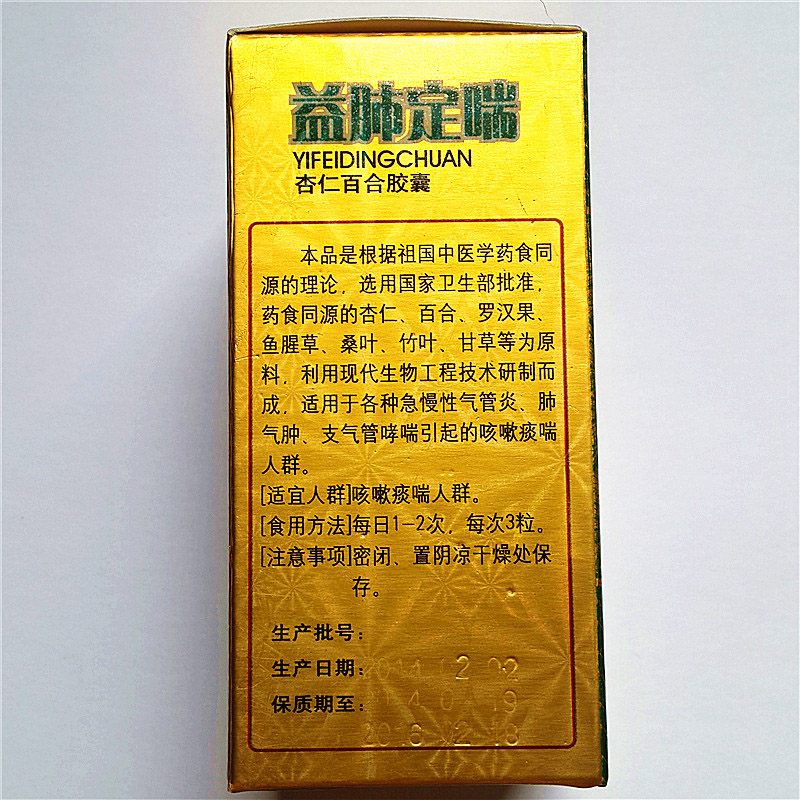 益肺定喘
YIFEIDINGCHUAN
杏仁百合胶囊
本品是根据祖国中医学药食同
源的理论，选用国家卫生部批准，
药食同源的杏仁、百合、罗汉果、
鱼腥草、桑叶、竹叶、甘草等为原
料，利用现代生物工程技术研制而
成，适用于各种急慢性气管炎、肺
气肿、支气管哮喘引起的咳嗽痰喘
人群。
[适宜人群]咳嗽痰喘人群。
[食用方法]每日1-2次，每次3粒。
[注意事项]密闭、置阴凉干燥处保
存。
生产批号：
生产日期：
保质期至：